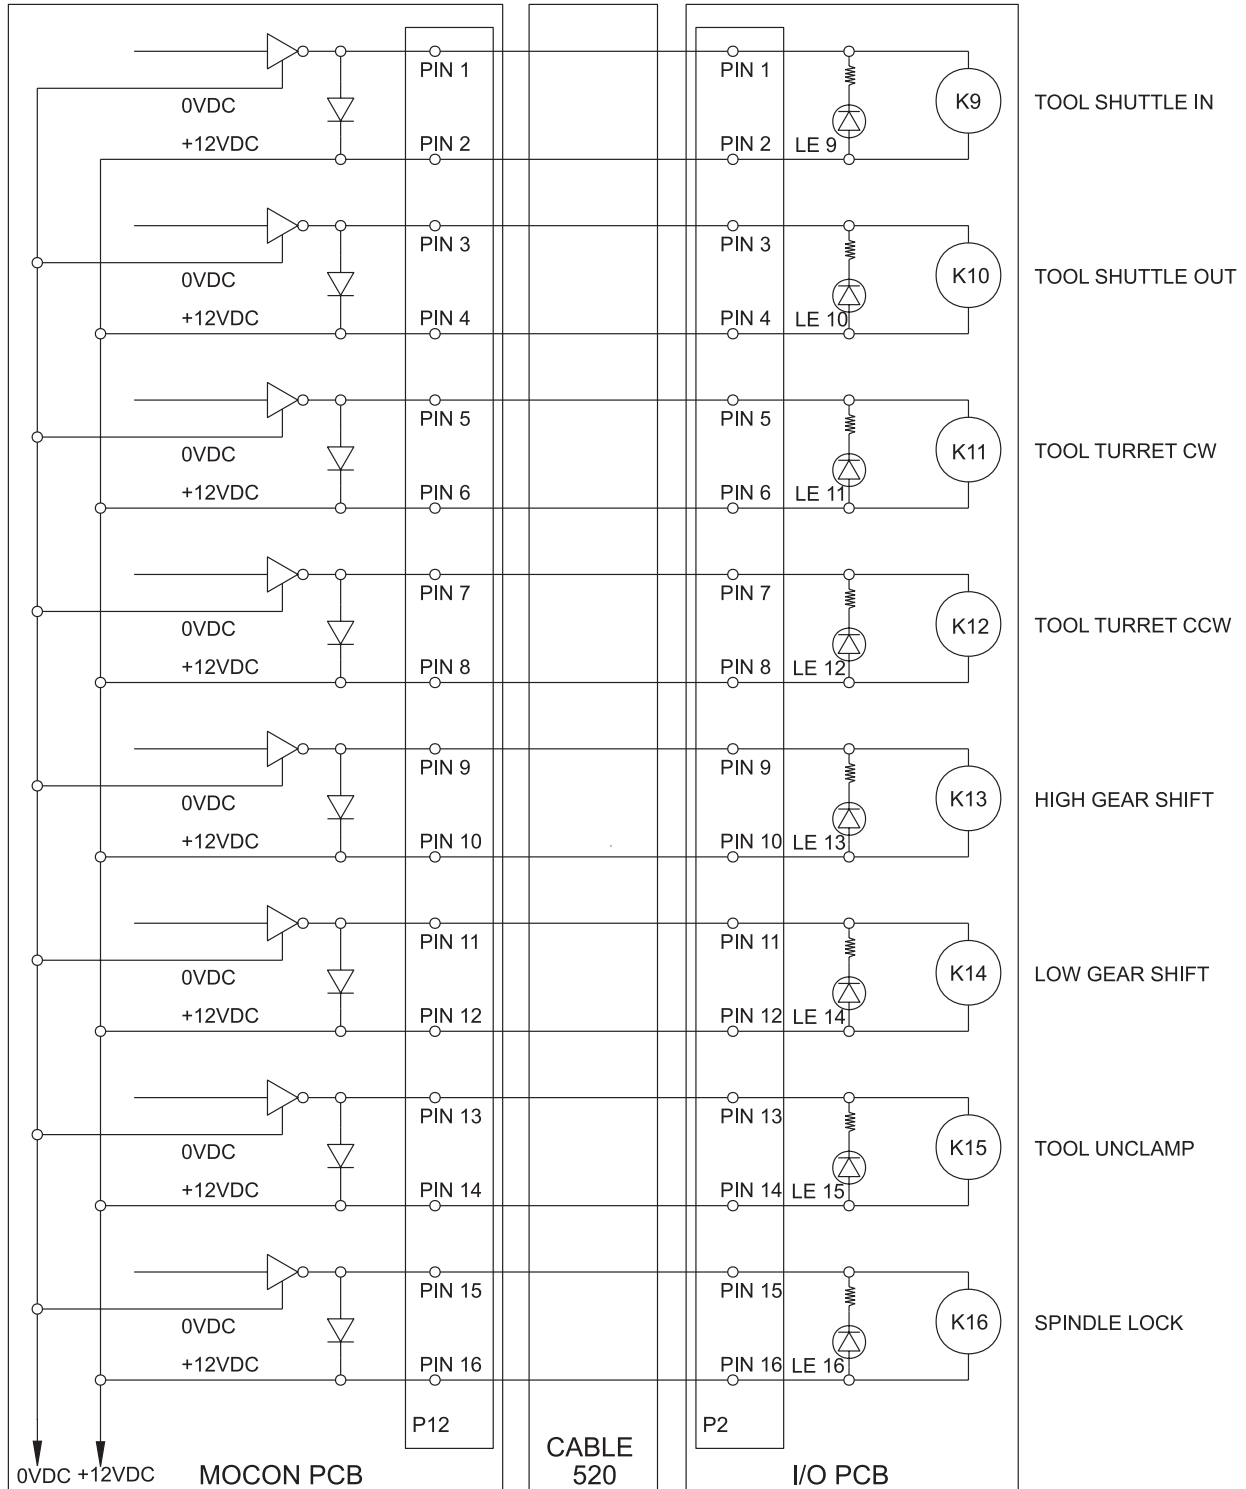 PIN 1 PIN 1 K9 TOOL SHUTTLE IN
0VDC
+12VDC PIN 2 PIN 2 LE 9
PIN 3 PIN 3 K10 TOOL SHUTTLE OUT
0VDC
+12VDC PIN 4 PIN 4 LE 10
PIN 5 PIN 5 K11 TOOL TURRET CW
0VDC
+12VDC PIN 6 PIN 6 LE 11
PIN 7 PIN 7 K12 TOOL TURRET CCW
0VDC
+12VDC PIN 8 PIN 8 LE 12
PIN 9 PIN 9 K13 HIGH GEAR SHIFT
0VDC
+12VDC PIN 10 PIN 10 LE 13
PIN 11 PIN 11 K14 LOW GEAR SHIFT
0VDC
+12VDC PIN 12 PIN 12 LE 14
PIN 13 PIN 13 K15 TOOL UNCLAMP
0VDC
+12VDC PIN 14 PIN 14 LE 15
PIN 15 PIN 15 K16 SPINDLE LOCK
0VDC
+12VDC PIN 16 PIN 16 LE 16
P12 P2
0VDC +12VDC MOCON PCB CABLE
520 I/O PCB